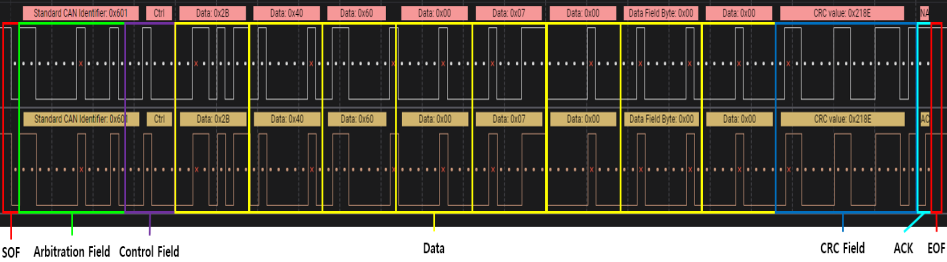 Standard CAN Identifier: 0x601 Ctrl Data: 0x2B Data: 0x40 Data: 0x60 Data: 0x00 Data: 0x07 Data: 0x00 Data Field Byte: 0x00 Data: 0x00 CRC value: 0x218E NA
Standard CAN Identifier: 0x601 Ctrl Data: 0x2B Data: 0x40 Data: 0x60 Data: 0x00 Data: 0x07 Data: 0x00 Data Field Byte: 0x00 Data: 0x00 CRC value: 0x218E AC
SOF Arbitration Field Control Field Data CRC Field ACK EOF